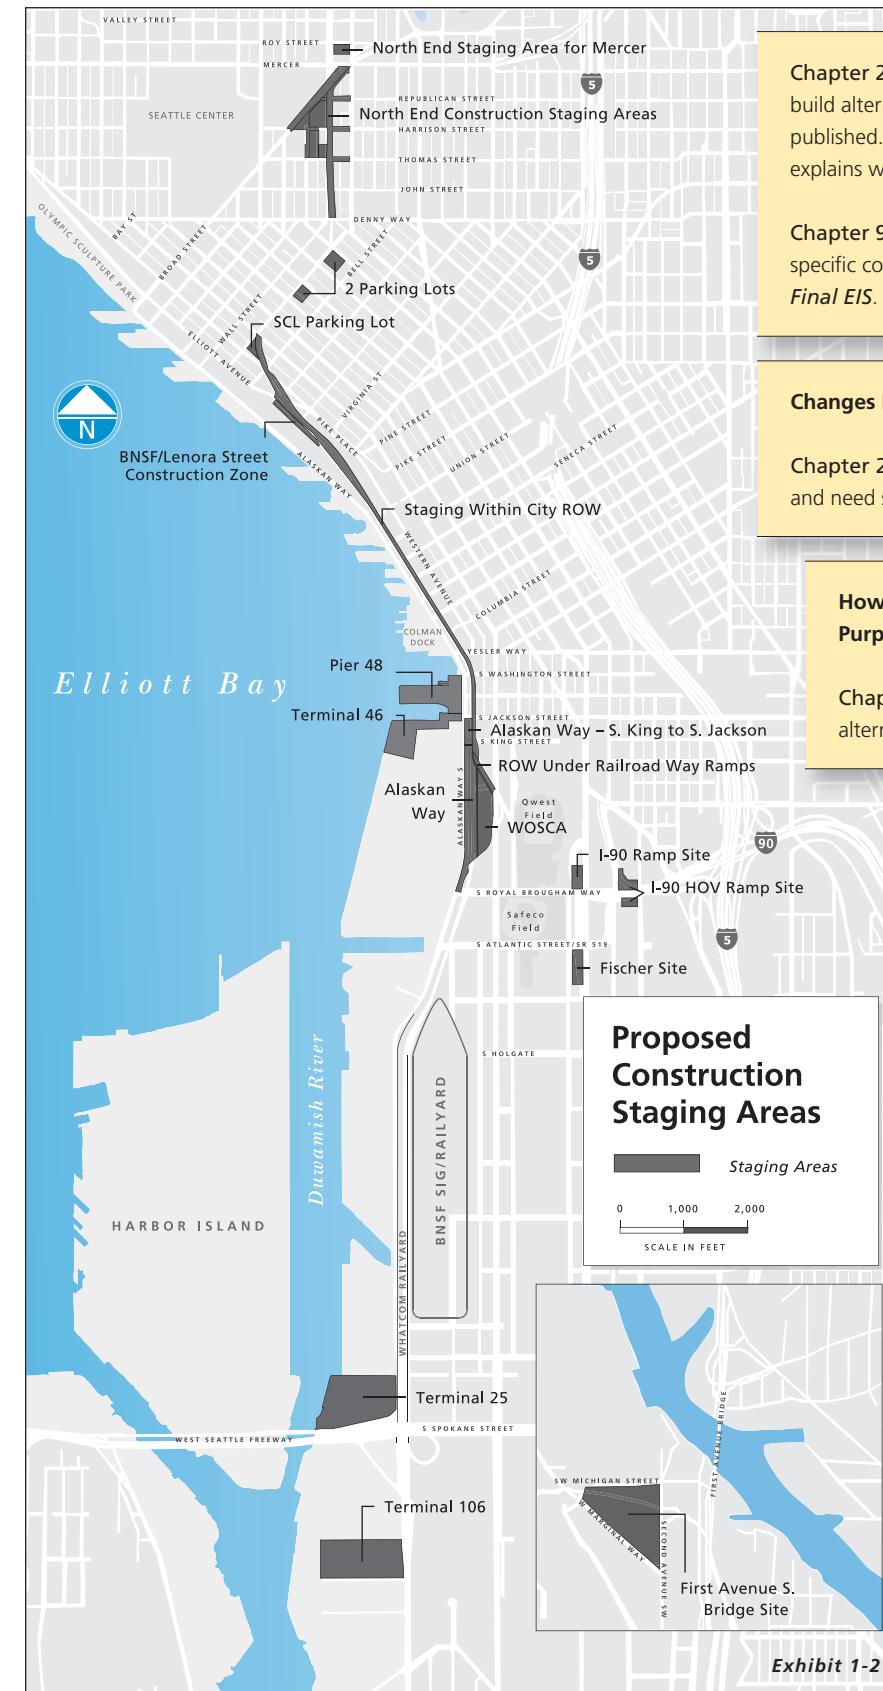 VALLEY STREET
ROY STREET
North End Staging Area for Mercer
MERCER
5
REPUBLICAN STREET
SEATTLE CENTER
North End Construction Staging Areas
HARRISON STREET
THOMAS STREET
JOHN STREET
OLYMPIC SCULPTURE PARK
BAY ST
DENNY WAY
BROAD STREET
BELL STREET
5
2 Parking Lots
WALL STREET
SCL Parking Lot
ELLIOTT AVENUE
VIRGINIA ST
N
PIKE PLACE
PINE STREET
PIKE STREET
UNION STREET
SENECA STREET
BNSF/Lenora Street
Construction Zone
ALASKAN WAY
Staging Within City ROW
WESTERN AVENUE
COLUMBIA STREET
COLMAN
DOCK
YESLER WAY
Pier 48
S WASHINGTON STREET
Elliott Bay
Terminal 46
S JACKSON STREET
Alaskan Way – S. King to S. Jackson
S KING STREET
ROW Under Railroad Way Ramps
ALASKAN WAY S
Alaskan
Way
Qwest
Field
WOSCA
90
I-90 Ramp Site
I-90 HOV Ramp Site
S ROYAL BROUGHAM WAY
Safeco
Field
5
S ATLANTIC STREET/SR 519
Fischer Site
Duwamish River
S HOLGATE
BNSF SIG/RAILYARD
HARBOR ISLAND
WHATCOM RAILYARD
Proposed
Construction
Staging Areas
Staging Areas
0 1,000 2,000
SCALE IN FEET
Terminal 25
S SPOKANE STREET
WEST SEATTLE FREEWAY
Terminal 106
FIRST AVENUE BRIDGE
SW MICHIGAN STREET
W MARGINAL WAY
SECOND AVENUE SW
First Avenue S.
Bridge Site
Exhibit 1-2
Chapter 2
build alter
published.
explains w
Chapter 9
specific co
Final EIS.
Changes
Chapter 2
and need s
How
Purp
Chap
altern